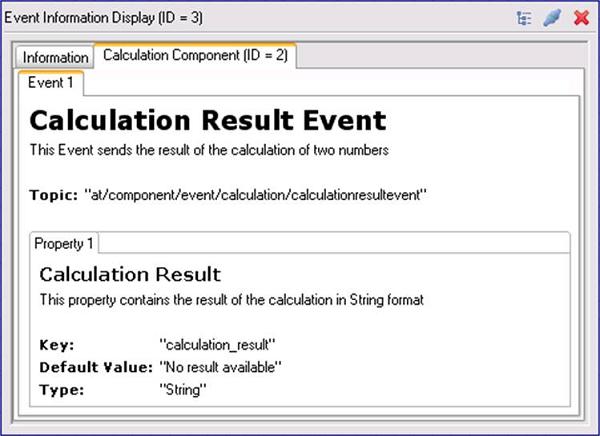 Event Information Display (ID = 3)
Information
Calculation Component (ID = 2)
Event 1
Calculation Result Event
This Event sends the result of the calculation of two numbers
Topic: "at/component/event/calculation/calculationresultevent"
Property 1
Calculation Result
This property contains the result of the calculation in String format
Key: "calculation_result"
Default Value: "No result available"
Type: "String"